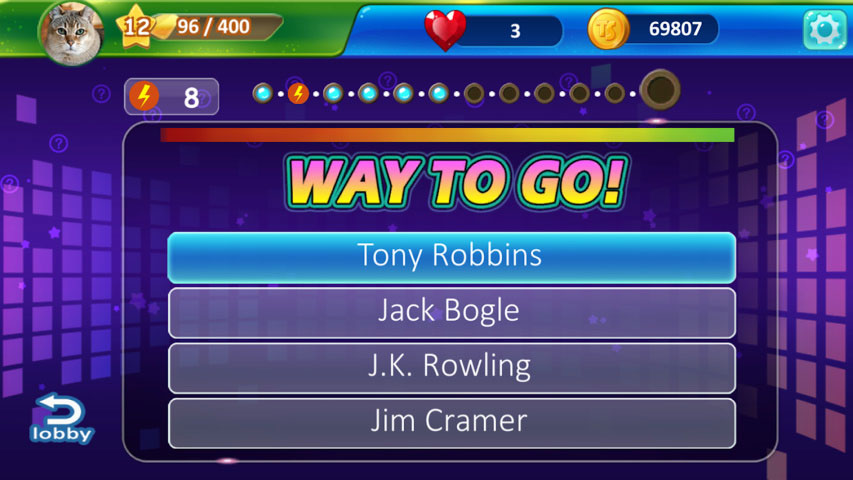 12 96 / 400
3
69807
8
WAY TO GO!
Tony Robbins
Jack Bogle
J.K. Rowling
Jim Cramer
lobby